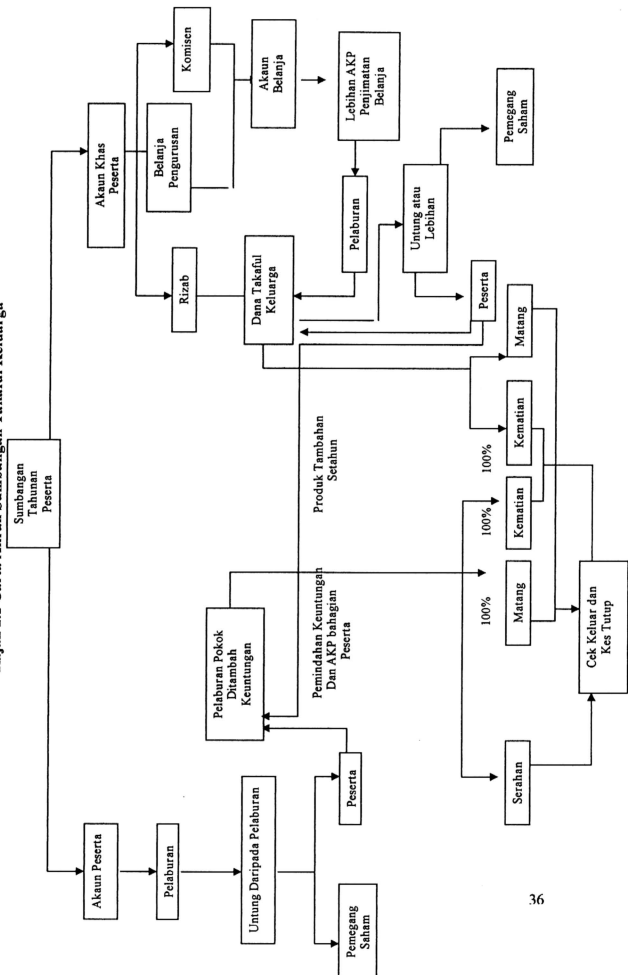 Sumbangan Takaful Keluarga
Sumbangan
Tahunan
Peserta
Akaun Peserta
Pelaburan
Untung Daripada Pelaburan
Pemegang
Saham
Peserta
Pelaburan Pokok
Ditambah
Keuntungan
Pemindahan Keuntungan
Dan AKP bahagian
Peserta
Produk Tambahan
Setahun
Akaun Khas
Peserta
Rizab
Belanja
Pengurusan
Komisen
Akaun
Belanja
Lebihan AKP
Penjimatan
Belanja
Pelaburan
Dana Takaful
Keluarga
Untung atau
Lebihan
Peserta
Pemegang
Saham
Serahan
100%
Matang
100%
Kematian
100%
Kematian
Matang
Cek Keluar dan
Kes Tutup
36